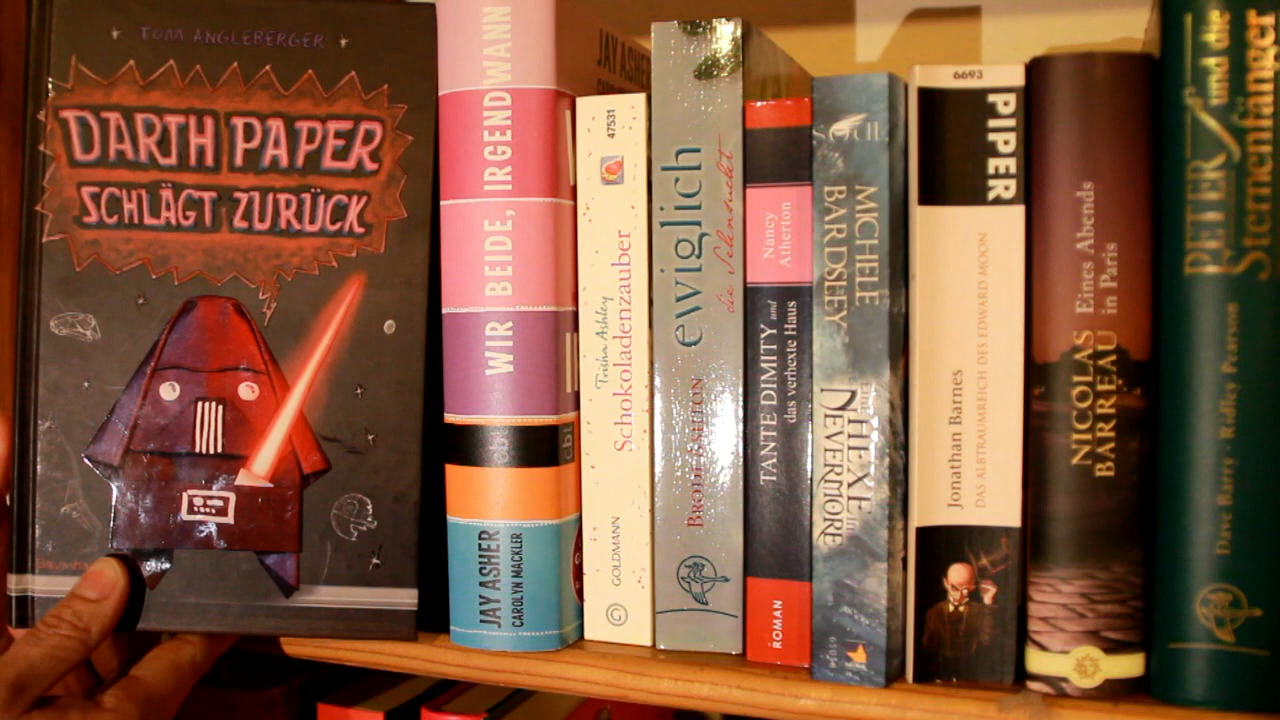 TOM ANGLEBERGER
DARTH PAPER
SCHLÄGT ZURÜCK
WIR BEIDE, IRGENDWANN
cbt
JAY ASHER
CAROLYN MACKLER
JAY ASHER
47531
Trisha Ashley
Schokoladenzauber
GOLDMANN
ewiglich
die Sehnsucht
BRODI ASHTON
Nancy
Atherton
TANTE DIMITY und
das verhexte Haus
ROMAN
MICHELE
BARDSLEY
Eine
HEXE in
NEVERMORE
6693
PIPER
Jonathan Barnes
DAS ALBTRAUMREICH DES EDWARD MOON
NICOLAS
BARREAU
Eines Abends
in Paris
PETER und die
Sternenfänger
Dave Barry · Ridley Pearson